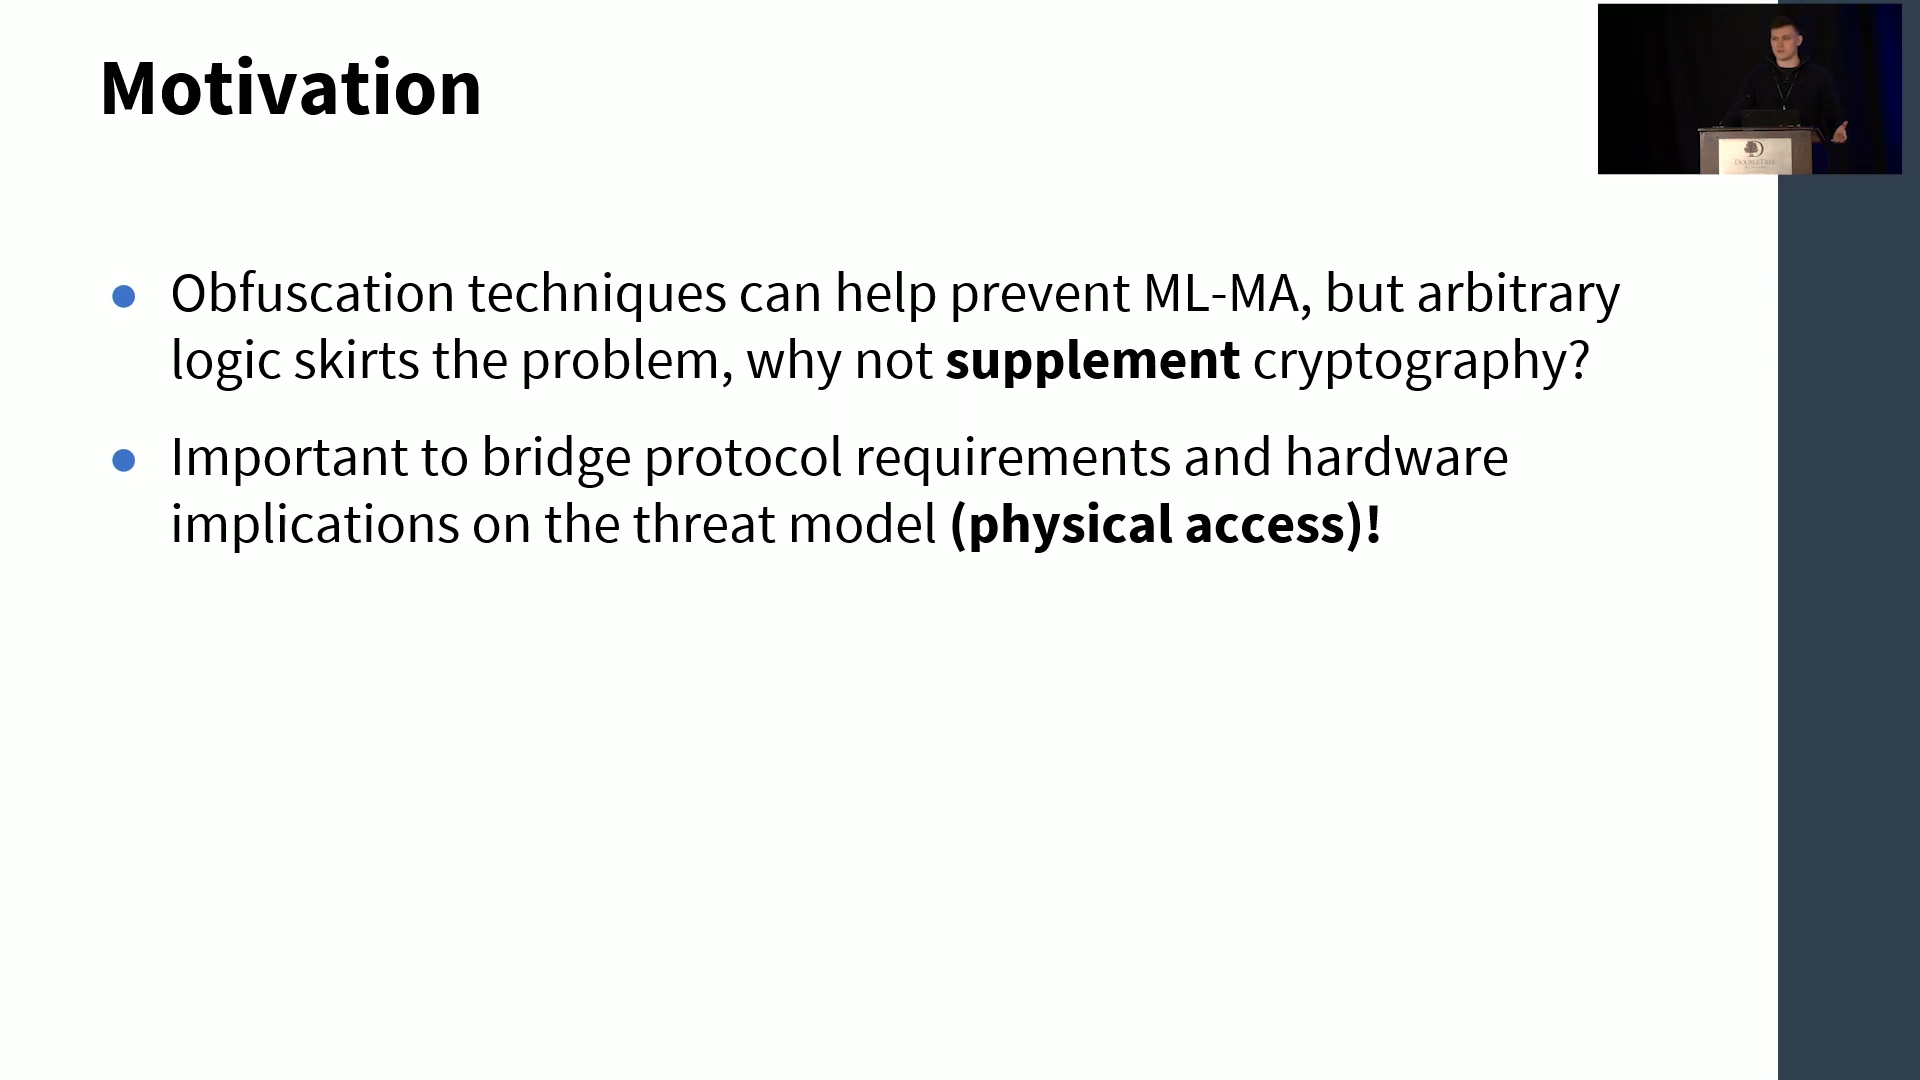 Motivation
Obfuscation techniques can help prevent ML-MA, but arbitrary
logic skirts the problem, why not supplement cryptography?
Important to bridge protocol requirements and hardware
implications on the threat model (physical access)!
DOUBLETREE